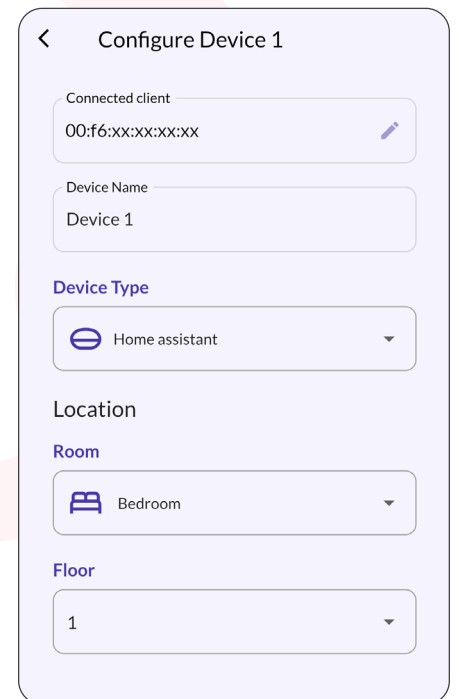 Configure Device 1
Connected client
00:f6:xx:xx:xx:xx
Device Name
Device 1
Device Type
Home assistant
Location
Room
Bedroom
Floor
1